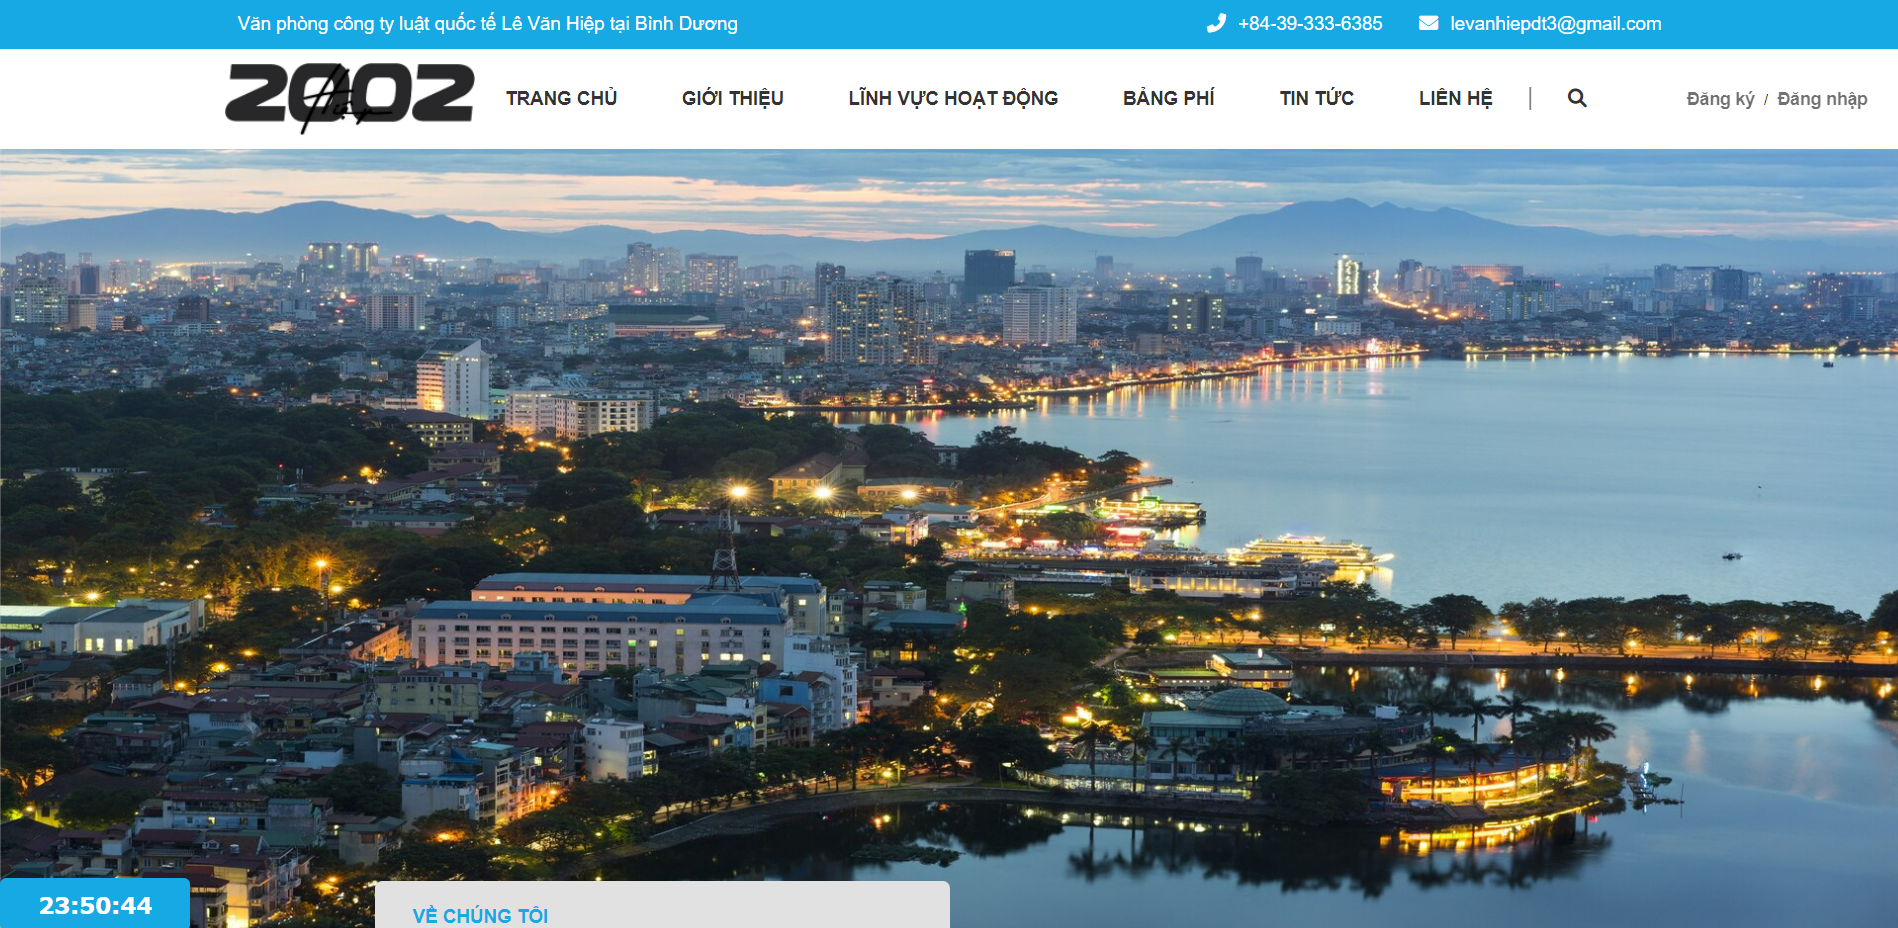 Văn phòng công ty luật quốc tế Lê Văn Hiệp tại Bình Dương
+84-39-333-6385
levanhiepdt3@gmail.com
2002
Hiệp
TRANG CHỦ
GIỚI THIỆU
LĨNH VỰC HOẠT ĐỘNG
BẢNG PHÍ
TIN TỨC
LIÊN HỆ
Đăng ký / Đăng nhập
23:50:44
VỀ CHÚNG TÔI